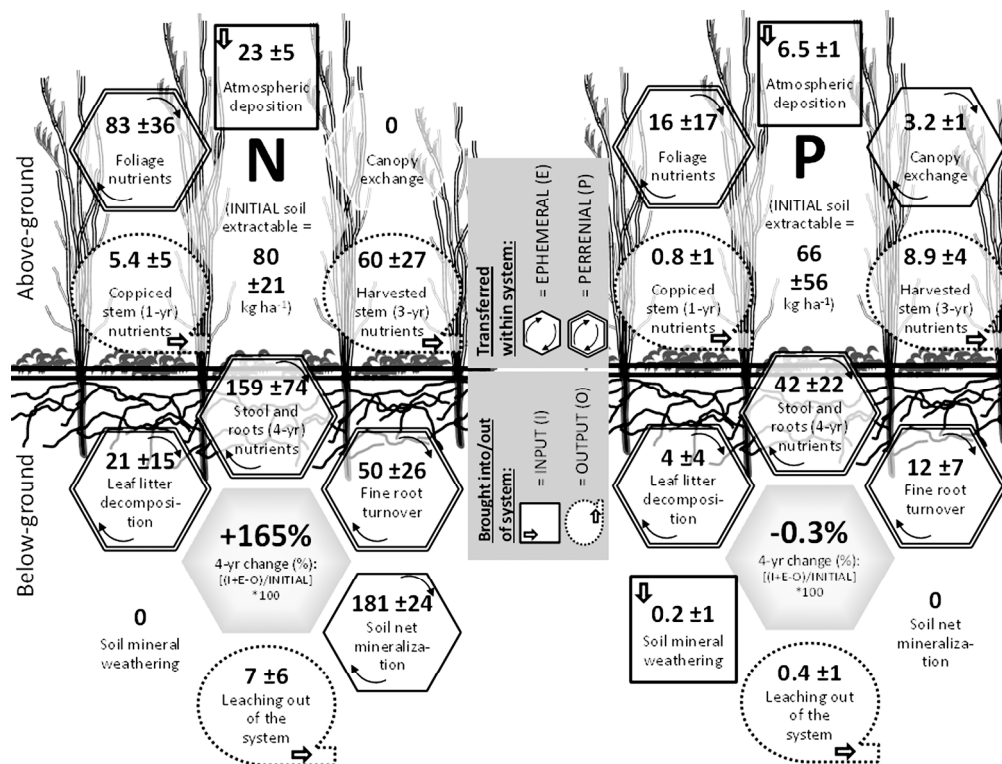 Above-ground
Below-ground
23 ±5
Atmospheric
deposition
83 ±36
Foliage
nutrients
N
0
Canopy
exchange
(INITIAL soil
extractable =
80
±21
kg ha⁻¹)
5.4 ±5
Coppiced
stem (1-yr)
nutrients
60 ±27
Harvested
stem (3-yr)
nutrients
159 ±74
Stool and
roots (4-yr)
nutrients
21 ±15
Leaf litter
decomposi-
tion
50 ±26
Fine root
turnover
+165%
4-yr change (%):
[(I+E-O)/INITIAL]
*100
0
Soil mineral
weathering
181 ±24
Soil net
mineraliza-
tion
7 ±6
Leaching out
of the
system
Transferred
within system:
= EPHEMERAL (E)
= PERRENIAL (P)
Brought into/out
of system:
= INPUT (I)
= OUTPUT (O)
6.5 ±1
Atmospheric
deposition
16 ±17
Foliage
nutrients
P
3.2 ±1
Canopy
exchange
(INITIAL soil
extractable =
66
±56
kg ha⁻¹)
0.8 ±1
Coppiced
stem (1-yr)
nutrients
8.9 ±4
Harvested
stem (3-yr)
nutrients
42 ±22
Stool and
roots (4-yr)
nutrients
4 ±4
Leaf litter
decomposi-
tion
12 ±7
Fine root
turnover
-0.3%
4-yr change (%):
[(I+E-O)/INITIAL]
*100
0.2 ±1
Soil mineral
weathering
0
Soil net
mineraliza-
tion
0.4 ±1
Leaching out
of the
system